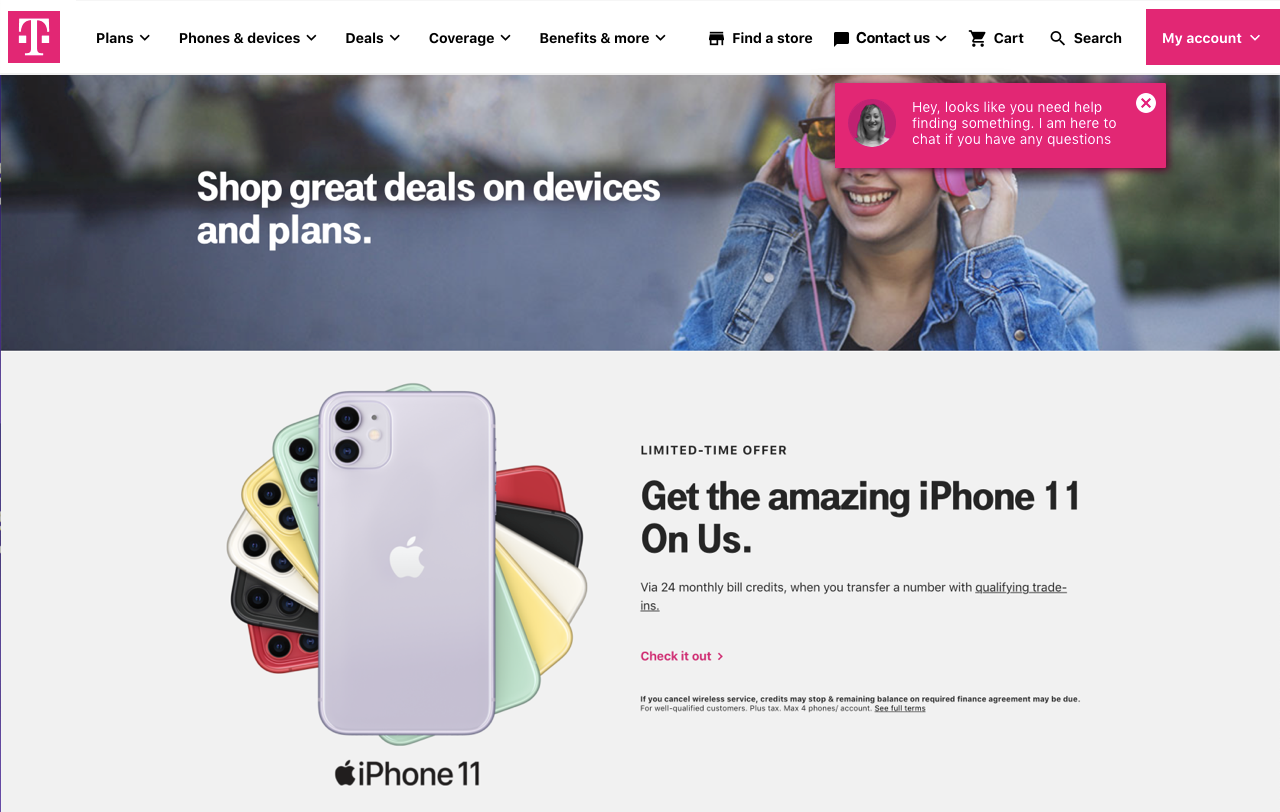 T
Plans
Phones & devices
Deals
Coverage
Benefits & more
Find a store
Contact us
Cart
Search
My account
Hey, looks like you need help
finding something. I am here to
chat if you have any questions
Shop great deals on devices
and plans.
LIMITED-TIME OFFER
Get the amazing iPhone 11
On Us.
Via 24 monthly bill credits, when you transfer a number with qualifying trade-
ins.
Check it out
If you cancel wireless service, credits may stop & remaining balance on required finance agreement may be due.
For well-qualified customers. Plus tax. Max 4 phones/ account. See full terms
iPhone 11